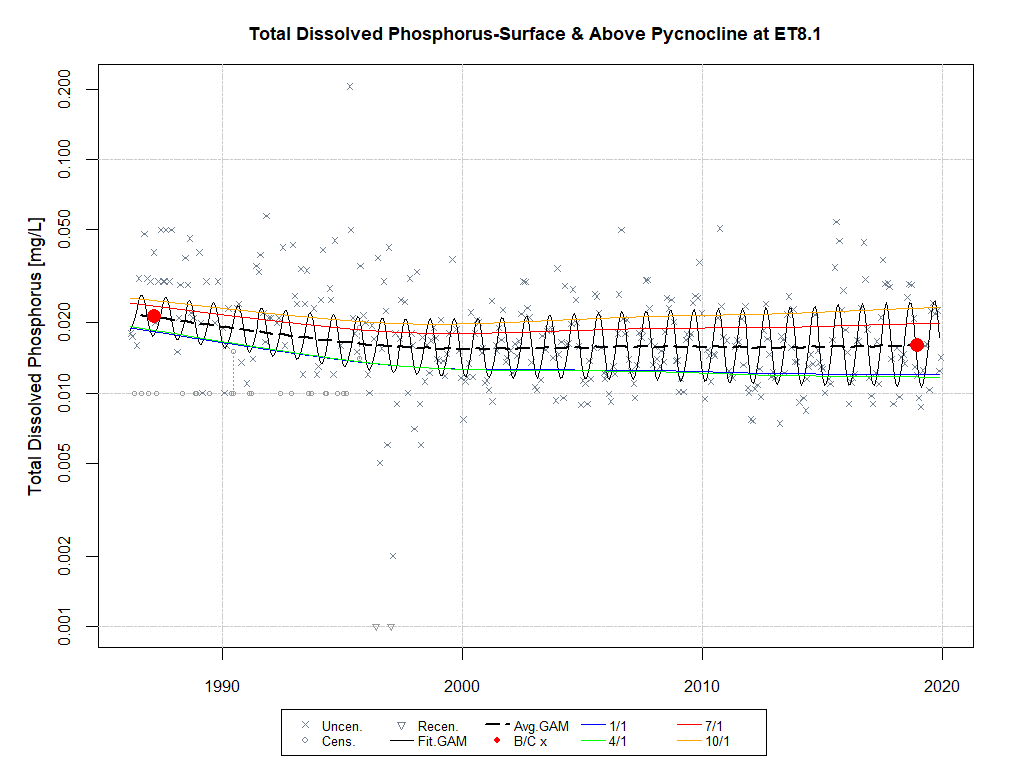 Total Dissolved Phosphorus-Surface & Above Pycnocline at ET8.1
Total Dissolved Phosphorus [mg/L]
0.200
0.100
0.050
0.020
0.010
0.005
0.002
0.001
1990 2000 2010 2020
Uncen. Recen. Avg.GAM 1/1 7/1
Cens. Fit.GAM B/C x 4/1 10/1